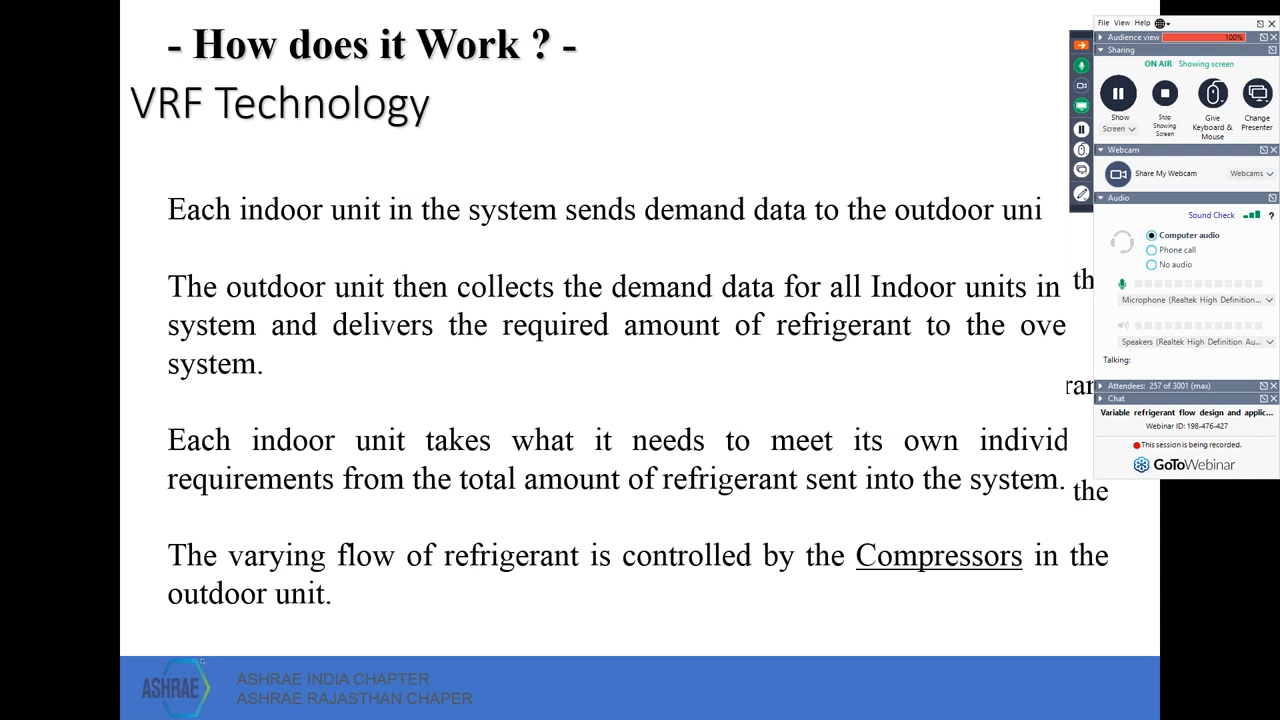 - How does it Work ? -
VRF Technology
Each indoor unit in the system sends demand data to the outdoor uni
The outdoor unit then collects the demand data for all Indoor units in th
system and delivers the required amount of refrigerant to the ove
system.
ran
Each indoor unit takes what it needs to meet its own individ
requirements from the total amount of refrigerant sent into the system.
the
The varying flow of refrigerant is controlled by the Compressors in the
outdoor unit.
ASHRAE
ASHRAE INDIA CHAPTER
ASHRAE RAJASTHAN CHAPER
File View Help
Audience view 100%
Sharing
ON AIR Showing screen
Show
Screen
Stop
Showing
Screen
Give
Keyboard &
Mouse
Change
Presenter
Webcam
Share My Webcam Webcams
Audio
Sound Check ?
Computer audio
Phone call
No audio
Microphone (Realtek High Definition...
Speakers (Realtek High Definition Au...
Talking:
Attendees: 257 of 3001 (max)
Chat
Variable refrigerant flow design and applic...
Webinar ID: 198-476-427
This session is being recorded.
GoToWebinar